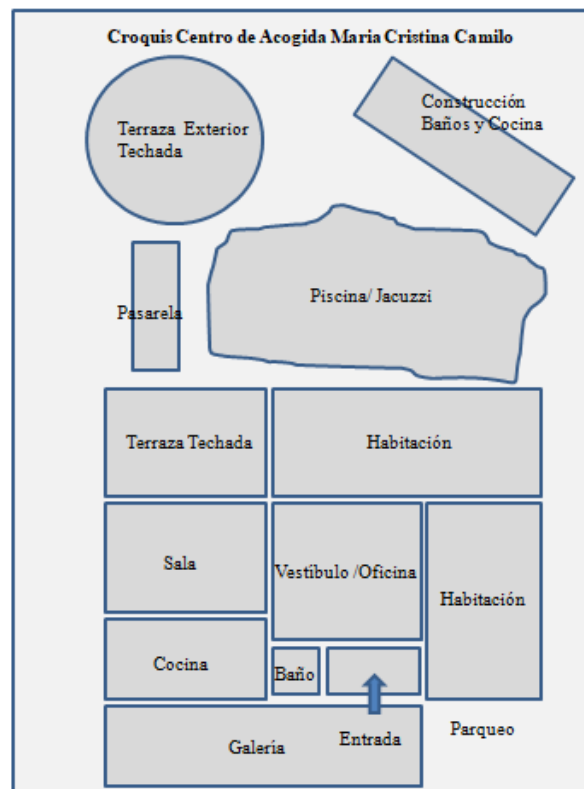 Croquis Centro de Acogida Maria Cristina Camilo
Terraza Exterior
Techada
Construcción
Baños y Cocina
Pasarela
Piscina/ Jacuzzi
Terraza Techada
Habitación
Sala
Vestíbulo /Oficina
Habitación
Cocina
Baño
Galería
Entrada
Parqueo